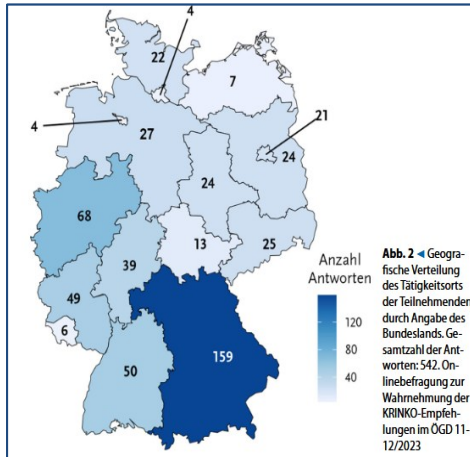 4
22
7
4
27
21
24
24
68
13
25
39
49
6
50
159
Anzahl
Antworten
120
80
40
Abb. 2 ◄ Geogra-
fische Verteilung
des Tätigkeitsorts
der Teilnehmenden
durch Angabe des
Bundeslands. Ge-
samtzahl der Ant-
worten: 542. On-
linebefragung zur
Wahrnehmung der
KRINKO-Empfeh-
lungen im ÖGD 11-
12/2023